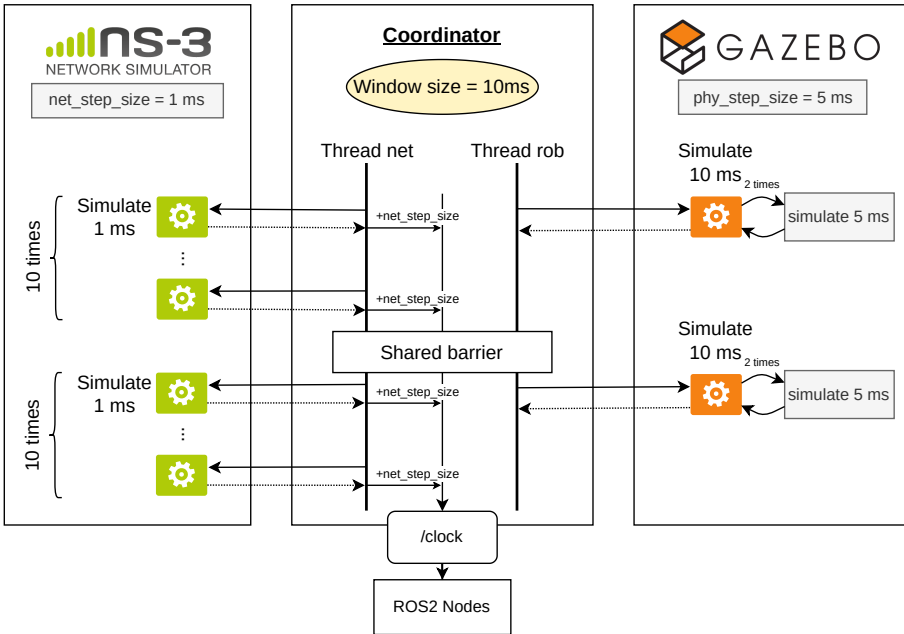 ns-3
NETWORK SIMULATOR
net_step_size = 1 ms
10 times
Simulate
1 ms
...
10 times
Simulate
1 ms
...
Coordinator
Window size = 10ms
Thread net
Thread rob
+net_step_size
+net_step_size
Shared barrier
+net_step_size
+net_step_size
/clock
ROS2 Nodes
GAZEBO
phy_step_size = 5 ms
Simulate
10 ms
2 times
simulate 5 ms
Simulate
10 ms
2 times
simulate 5 ms